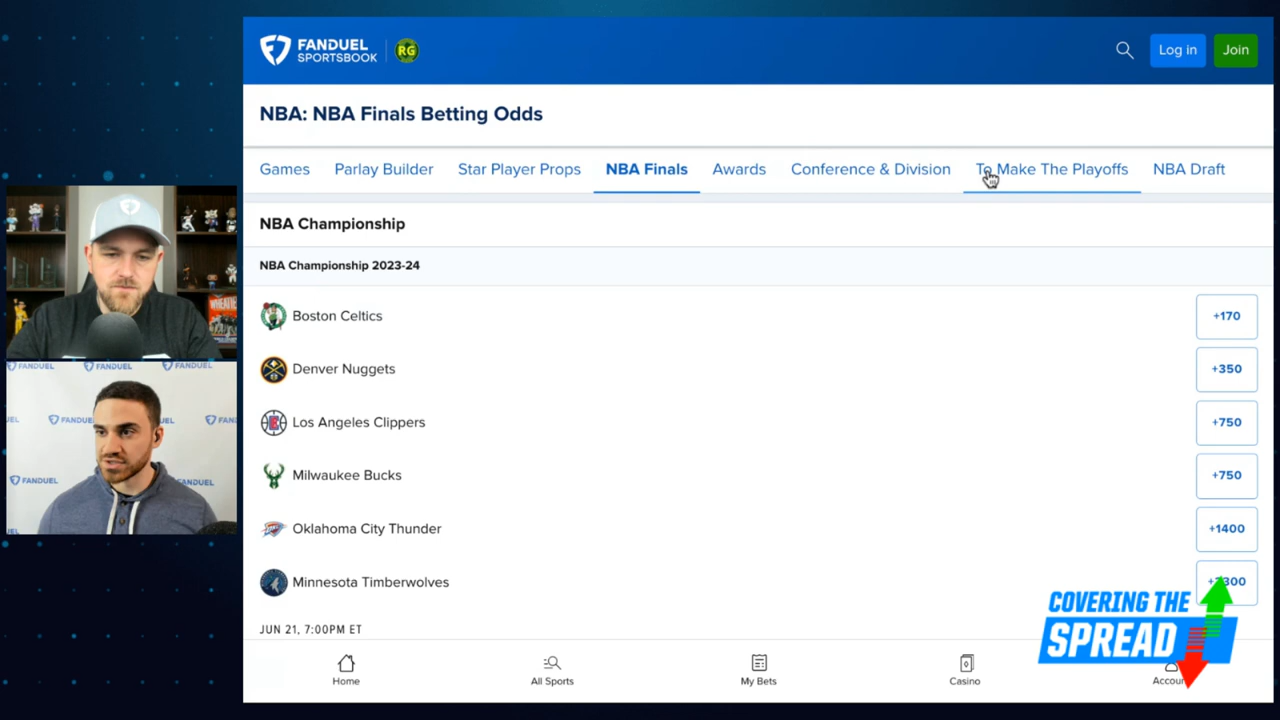 FANDUEL
SPORTSBOOK
RG
Log in
Join
NBA: NBA Finals Betting Odds
Games
Parlay Builder
Star Player Props
NBA Finals
Awards
Conference & Division
To Make The Playoffs
NBA Draft
NBA Championship
NBA Championship 2023-24
Boston Celtics +170
Denver Nuggets +350
Los Angeles Clippers +750
Milwaukee Bucks +750
Oklahoma City Thunder +1400
Minnesota Timberwolves
JUN 21, 7:00PM ET
COVERING THE
SPREAD
Home
All Sports
My Bets
Casino
FANDUEL
FANDUEL
FANDUEL
FANDUEL
FANDUEL